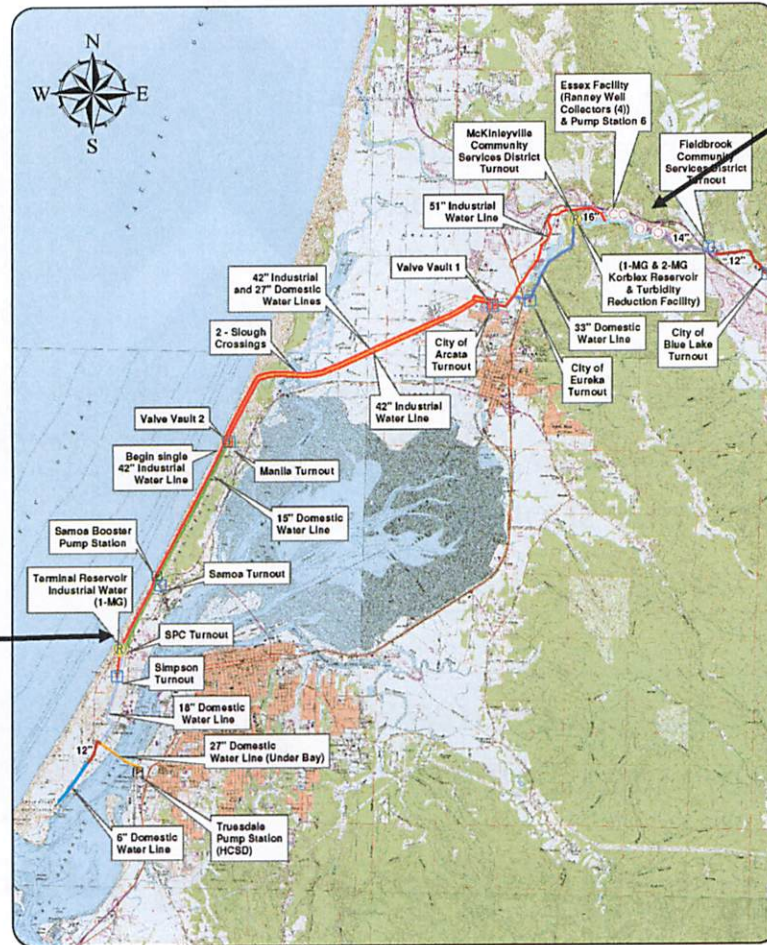 N
W
E
S
PACIFIC
Essex Facility
(Ranney Well
Collectors (4))
& Pump Station 6
McKinleyville
Community
Services District
Turnout
Fieldbrook
Community
Services District
Turnout
51" Industrial
Water Line
16"
14"
12"
42" Industrial
and 27" Domestic
Water Lines
Valve Vault 1
(1-MG & 2-MG
Korblex Reservoir
& Turbidity
Reduction Facility)
2 - Slough
Crossings
City of
Arcata
Turnout
33" Domestic
Water Line
City of
Blue Lake
Turnout
City of
Eureka
Turnout
42" Industrial
Water Line
Valve Vault 2
Begin single
42" Industrial
Water Line
Manila Turnout
15" Domestic
Water Line
Samoa Booster
Pump Station
Samoa Turnout
Terminal Reservoir
Industrial Water
(1-MG)
R
SPC Turnout
Simpson
Turnout
18" Domestic
Water Line
12"
27" Domestic
Water Line (Under Bay)
P
6" Domestic
Water Line
Truesdale
Pump Station
(HCSD)